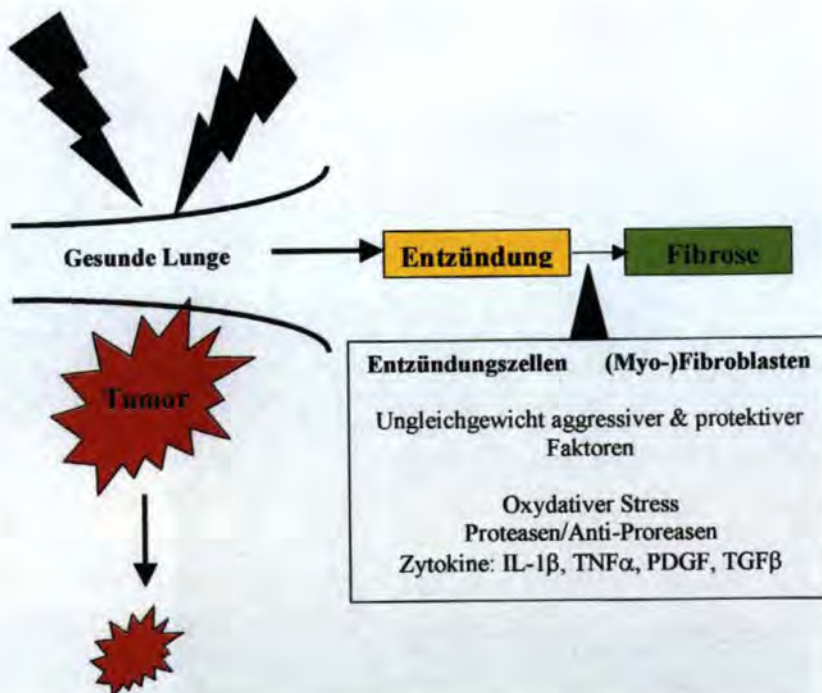 Gesunde Lunge
Entzündung
Fibrose
Tumor
Entzündungszellen (Myo-)Fibroblasten
Ungleichgewicht aggressiver & protektiver
Faktoren
Oxydativer Stress
Proteasen/Anti-Proreasen
Zytokine: IL-1β, TNFα, PDGF, TGFβ